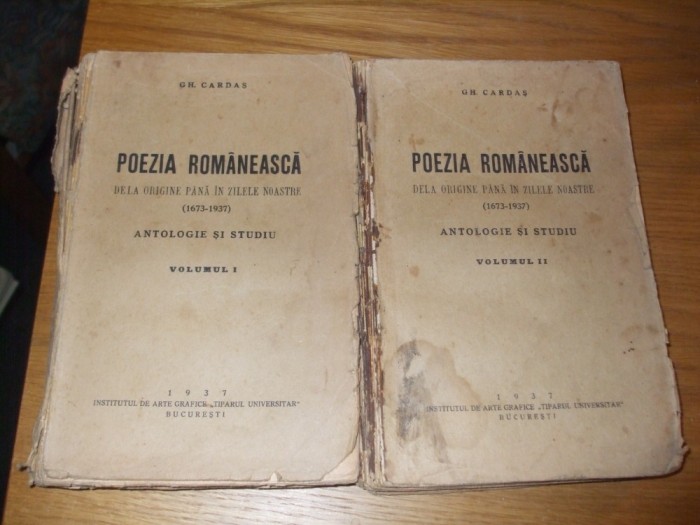 GH. CARDAȘ
POEZIA ROMÂNEASCĂ
DELA ORIGINE PÂNĂ ÎN ZILELE NOASTRE
(1673-1937)
ANTOLOGIE ȘI STUDIU
VOLUMUL I
1937
INSTITUTUL DE ARTE GRAFICE „TIPARUL UNIVERSITAR”
BUCUREȘTI
GH. CARDAȘ
POEZIA ROMÂNEASCĂ
DELA ORIGINE PÂNĂ ÎN ZILELE NOASTRE
(1673-1937)
ANTOLOGIE ȘI STUDIU
VOLUMUL II
1937
INSTITUTUL DE ARTE GRAFICE „TIPARUL UNIVERSITAR”
BUCUREȘTI